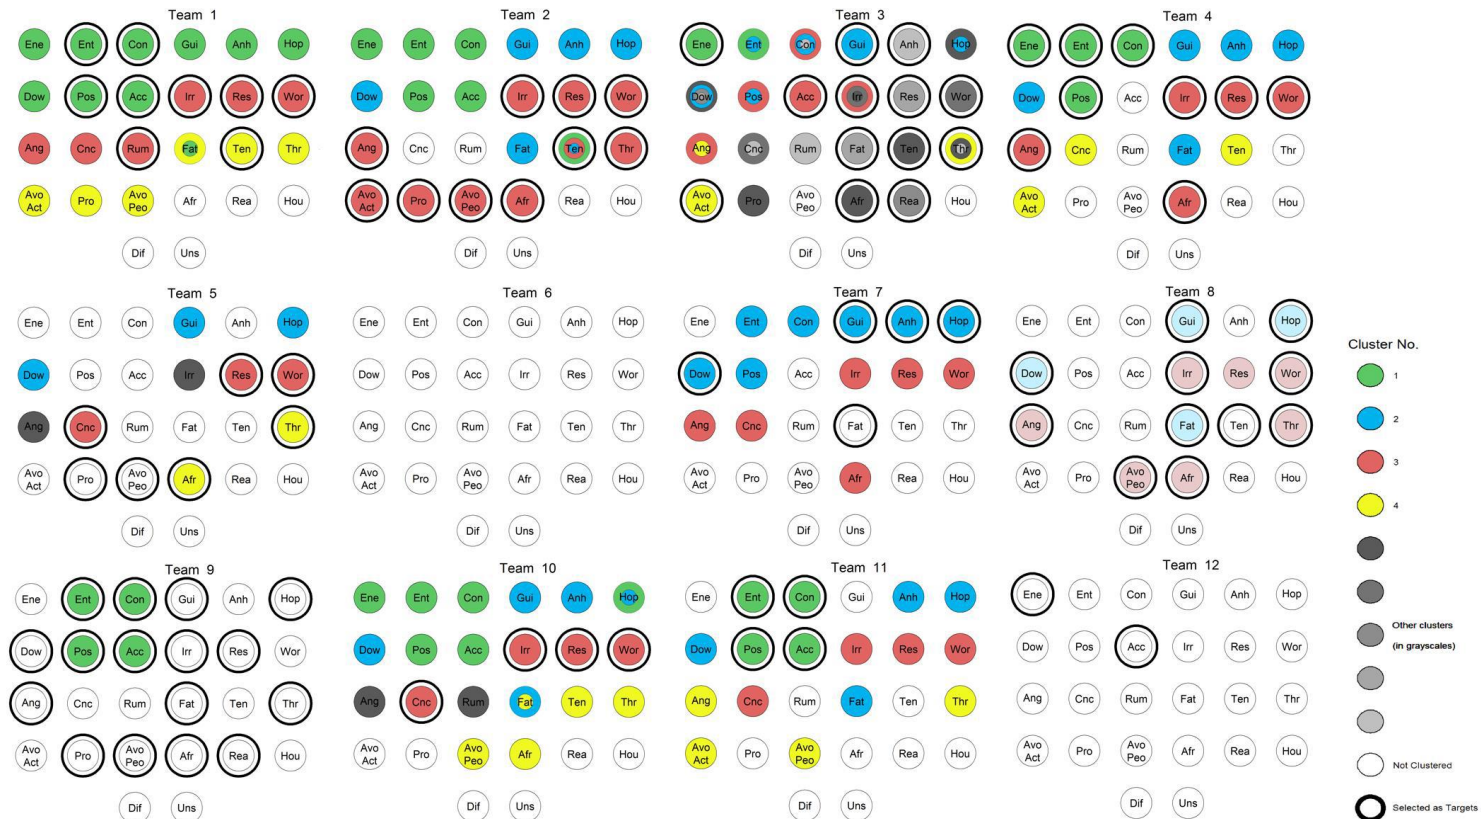 Team 1
Ene Ent Con Gui Anh Hop
Dow Pos Acc Irr Res Wor
Ang Cnc Rum Fat Ten Thr
Avo Act Pro Avo Peo Afr Rea Hou
Dif Uns
Team 2
Ene Ent Con Gui Anh Hop
Dow Pos Acc Irr Res Wor
Ang Cnc Rum Fat Ten Thr
Avo Act Pro Avo Peo Afr Rea Hou
Dif Uns
Team 3
Ene Ent Con Gui Anh Hop
Dow Pos Acc Irr Res Wor
Ang Cnc Rum Fat Ten Thr
Avo Act Pro Avo Peo Afr Rea Hou
Dif Uns
Team 4
Ene Ent Con Gui Anh Hop
Dow Pos Acc Irr Res Wor
Ang Cnc Rum Fat Ten Thr
Avo Act Pro Avo Peo Afr Rea Hou
Dif Uns
Team 5
Ene Ent Con Gui Anh Hop
Dow Pos Acc Irr Res Wor
Ang Cnc Rum Fat Ten Thr
Avo Act Pro Avo Peo Afr Rea Hou
Dif Uns
Team 6
Ene Ent Con Gui Anh Hop
Dow Pos Acc Irr Res Wor
Ang Cnc Rum Fat Ten Thr
Avo Act Pro Avo Peo Afr Rea Hou
Dif Uns
Team 7
Ene Ent Con Gui Anh Hop
Dow Pos Acc Irr Res Wor
Ang Cnc Rum Fat Ten Thr
Avo Act Pro Avo Peo Afr Rea Hou
Dif Uns
Team 8
Ene Ent Con Gui Anh Hop
Dow Pos Acc Irr Res Wor
Ang Cnc Rum Fat Ten Thr
Avo Act Pro Avo Peo Afr Rea Hou
Dif Uns
Team 9
Ene Ent Con Gui Anh Hop
Dow Pos Acc Irr Res Wor
Ang Cnc Rum Fat Ten Thr
Avo Act Pro Avo Peo Afr Rea Hou
Dif Uns
Team 10
Ene Ent Con Gui Anh Hop
Dow Pos Acc Irr Res Wor
Ang Cnc Rum Fat Ten Thr
Avo Act Pro Avo Peo Afr Rea Hou
Dif Uns
Team 11
Ene Ent Con Gui Anh Hop
Dow Pos Acc Irr Res Wor
Ang Cnc Rum Fat Ten Thr
Avo Act Pro Avo Peo Afr Rea Hou
Dif Uns
Team 12
Ene Ent Con Gui Anh Hop
Dow Pos Acc Irr Res Wor
Ang Cnc Rum Fat Ten Thr
Avo Act Pro Avo Peo Afr Rea Hou
Dif Uns
Cluster No.
1
2
3
4
Other clusters
(in grayscales)
Not Clustered
Selected as Targets